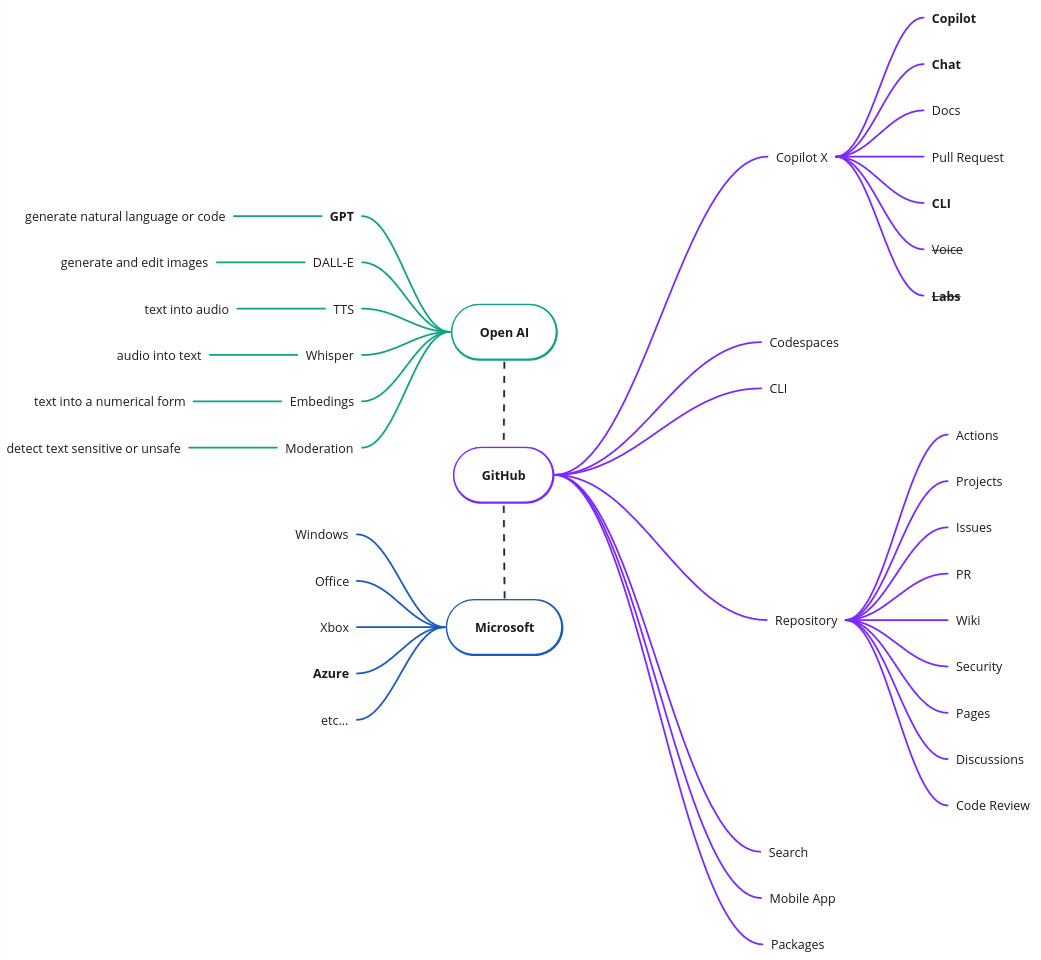 Open AI
GPT
generate natural language or code
DALL-E
generate and edit images
TTS
text into audio
Whisper
audio into text
Embedings
text into a numerical form
Moderation
detect text sensitive or unsafe
GitHub
Copilot X
Copilot
Chat
Docs
Pull Request
CLI
Voice
Labs
Codespaces
CLI
Repository
Actions
Projects
Issues
PR
Wiki
Security
Pages
Discussions
Code Review
Search
Mobile App
Packages
Microsoft
Windows
Office
Xbox
Azure
etc...